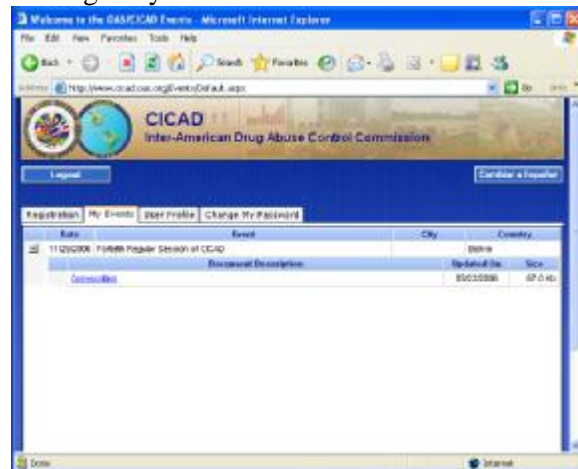 Welcome to the OAS/CICAD Events - Microsoft Internet Explorer
File Edit View Favorites Tools Help
Back Search Favorites
Go
CICAD
Inter-American Drug Abuse Control Commission
Logout
Cambiar a Español
Registration My Events User Profile Change My Password
Date Event City Country
Fortieth Regular Session of CICAD Bolivia
Document Description Updated On Size
Done Internet